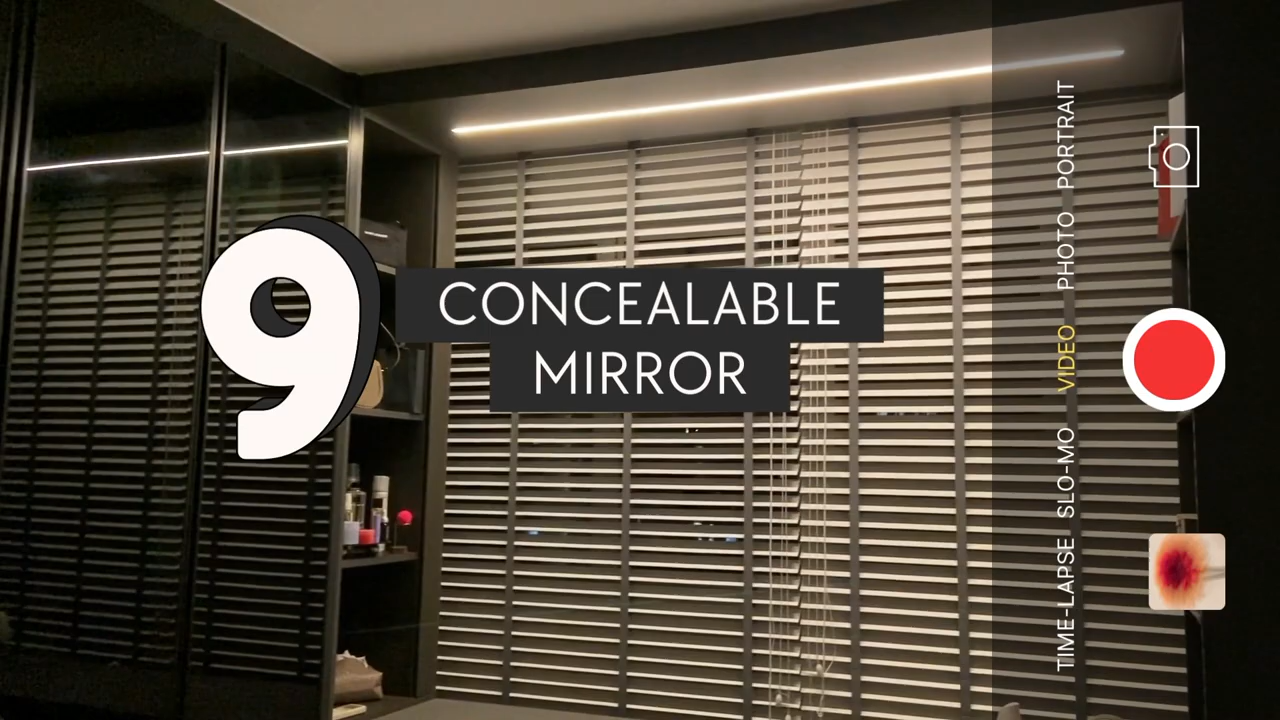 9
CONCEALABLE
MIRROR
TIME-LAPSE SLO-MO VIDEO PHOTO PORTRAIT